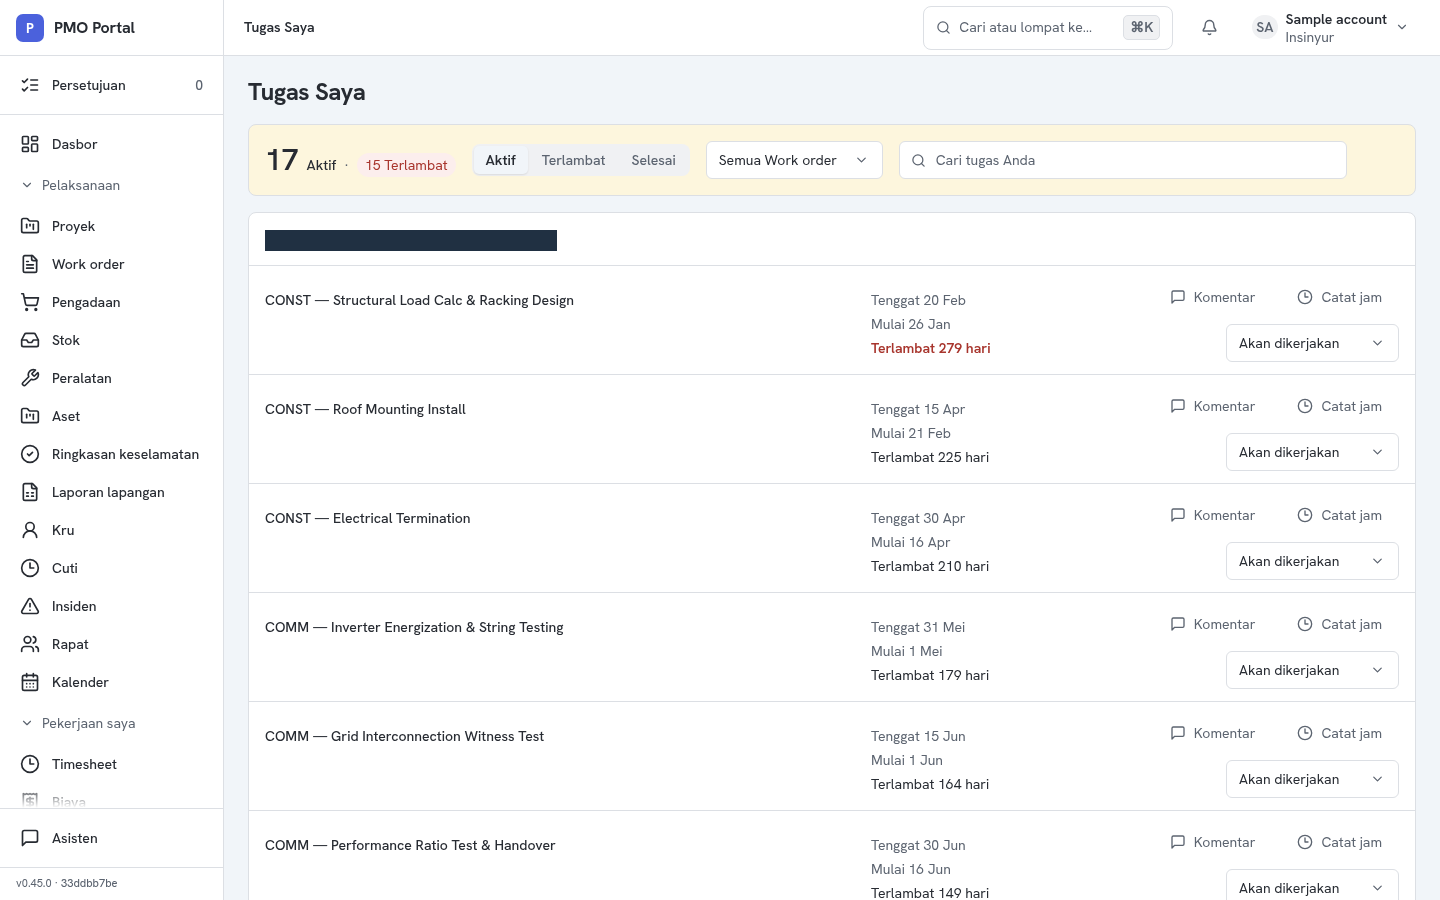 P PMO Portal
Tugas Saya
Cari atau lompat ke...
⌘K
SA
Sample account
Insinyur
Persetujuan 0
Dasbor
Pelaksanaan
Proyek
Work order
Pengadaan
Stok
Peralatan
Aset
Ringkasan keselamatan
Laporan lapangan
Kru
Cuti
Insiden
Rapat
Kalender
Pekerjaan saya
Timesheet
Biaya
Asisten
v0.45.0 · 33ddbb7be
Tugas Saya
17 Aktif · 15 Terlambat
Aktif Terlambat Selesai
Semua Work order
Cari tugas Anda
CONST — Structural Load Calc & Racking Design
Tenggat 20 Feb
Mulai 26 Jan
Terlambat 279 hari
Komentar Catat jam
Akan dikerjakan
CONST — Roof Mounting Install
Tenggat 15 Apr
Mulai 21 Feb
Terlambat 225 hari
Komentar Catat jam
Akan dikerjakan
CONST — Electrical Termination
Tenggat 30 Apr
Mulai 16 Apr
Terlambat 210 hari
Komentar Catat jam
Akan dikerjakan
COMM — Inverter Energization & String Testing
Tenggat 31 Mei
Mulai 1 Mei
Terlambat 179 hari
Komentar Catat jam
Akan dikerjakan
COMM — Grid Interconnection Witness Test
Tenggat 15 Jun
Mulai 1 Jun
Terlambat 164 hari
Komentar Catat jam
Akan dikerjakan
COMM — Performance Ratio Test & Handover
Tenggat 30 Jun
Mulai 16 Jun
Terlambat 149 hari
Komentar Catat jam
Akan dikerjakan